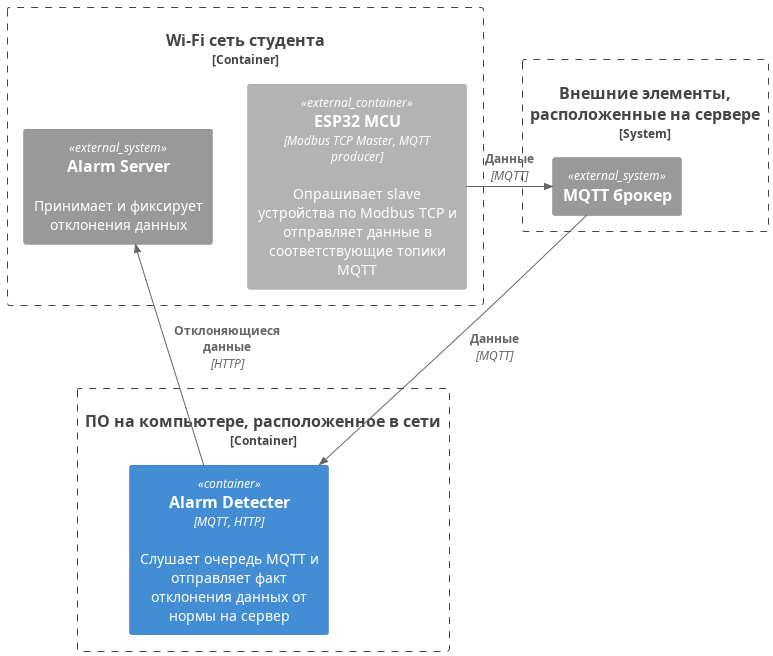 Wi-Fi сеть студента
[Container]
«external_system»
Alarm Server
Принимает и фиксирует
отклонения данных
«external_container»
ESP32 MCU
[Modbus TCP Master, MQTT
producer]
Опрашивает slave
устройства по Modbus TCP и
отправляет данные в
соответствующие топики
MQTT
Данные
[MQTT]
Внешние элементы,
расположенные на сервере
[System]
«external_system»
MQTT брокер
Отклоняющиеся
данные
[HTTP]
Данные
[MQTT]
ПО на компьютере, расположенное в сети
[Container]
«container»
Alarm Detecter
[MQTT, HTTP]
Слушает очередь MQTT и
отправляет факт
отклонения данных от
нормы на сервер